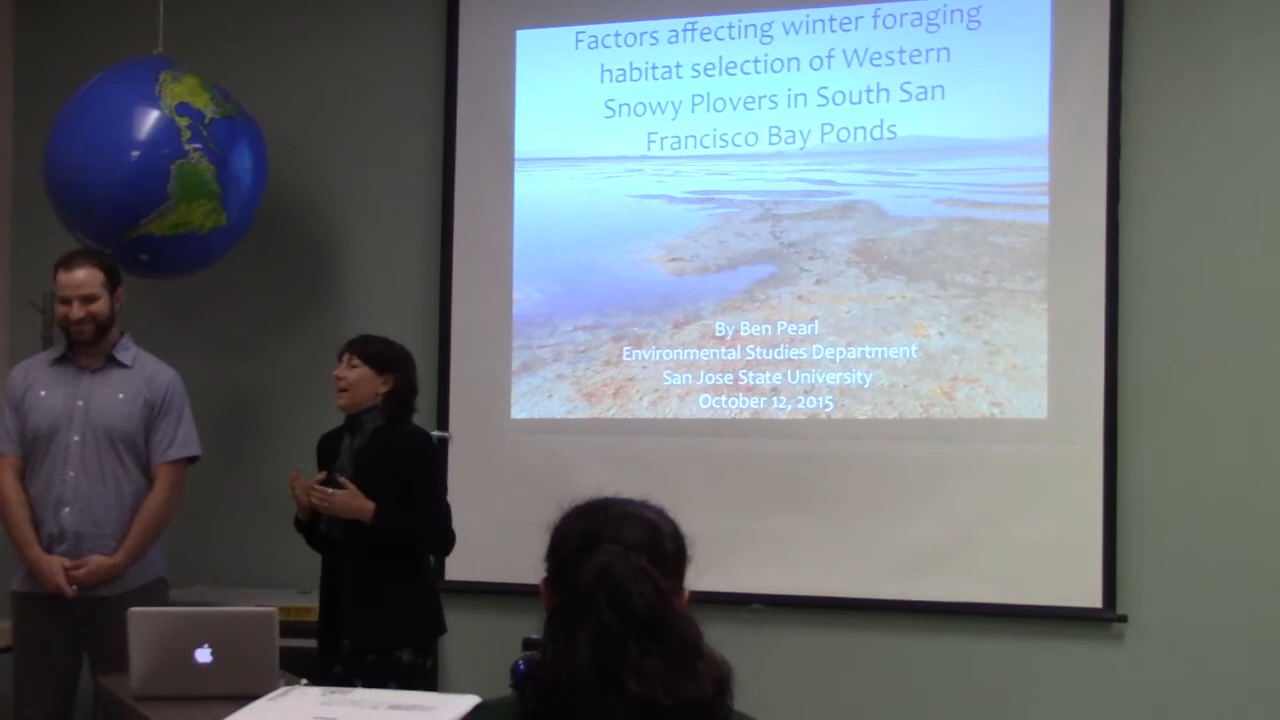 Factors affecting winter foraging
habitat selection of Western
Snowy Plovers in South San
Francisco Bay Ponds
By Ben Pearl
Environmental Studies Department
San Jose State University
October 12, 2015